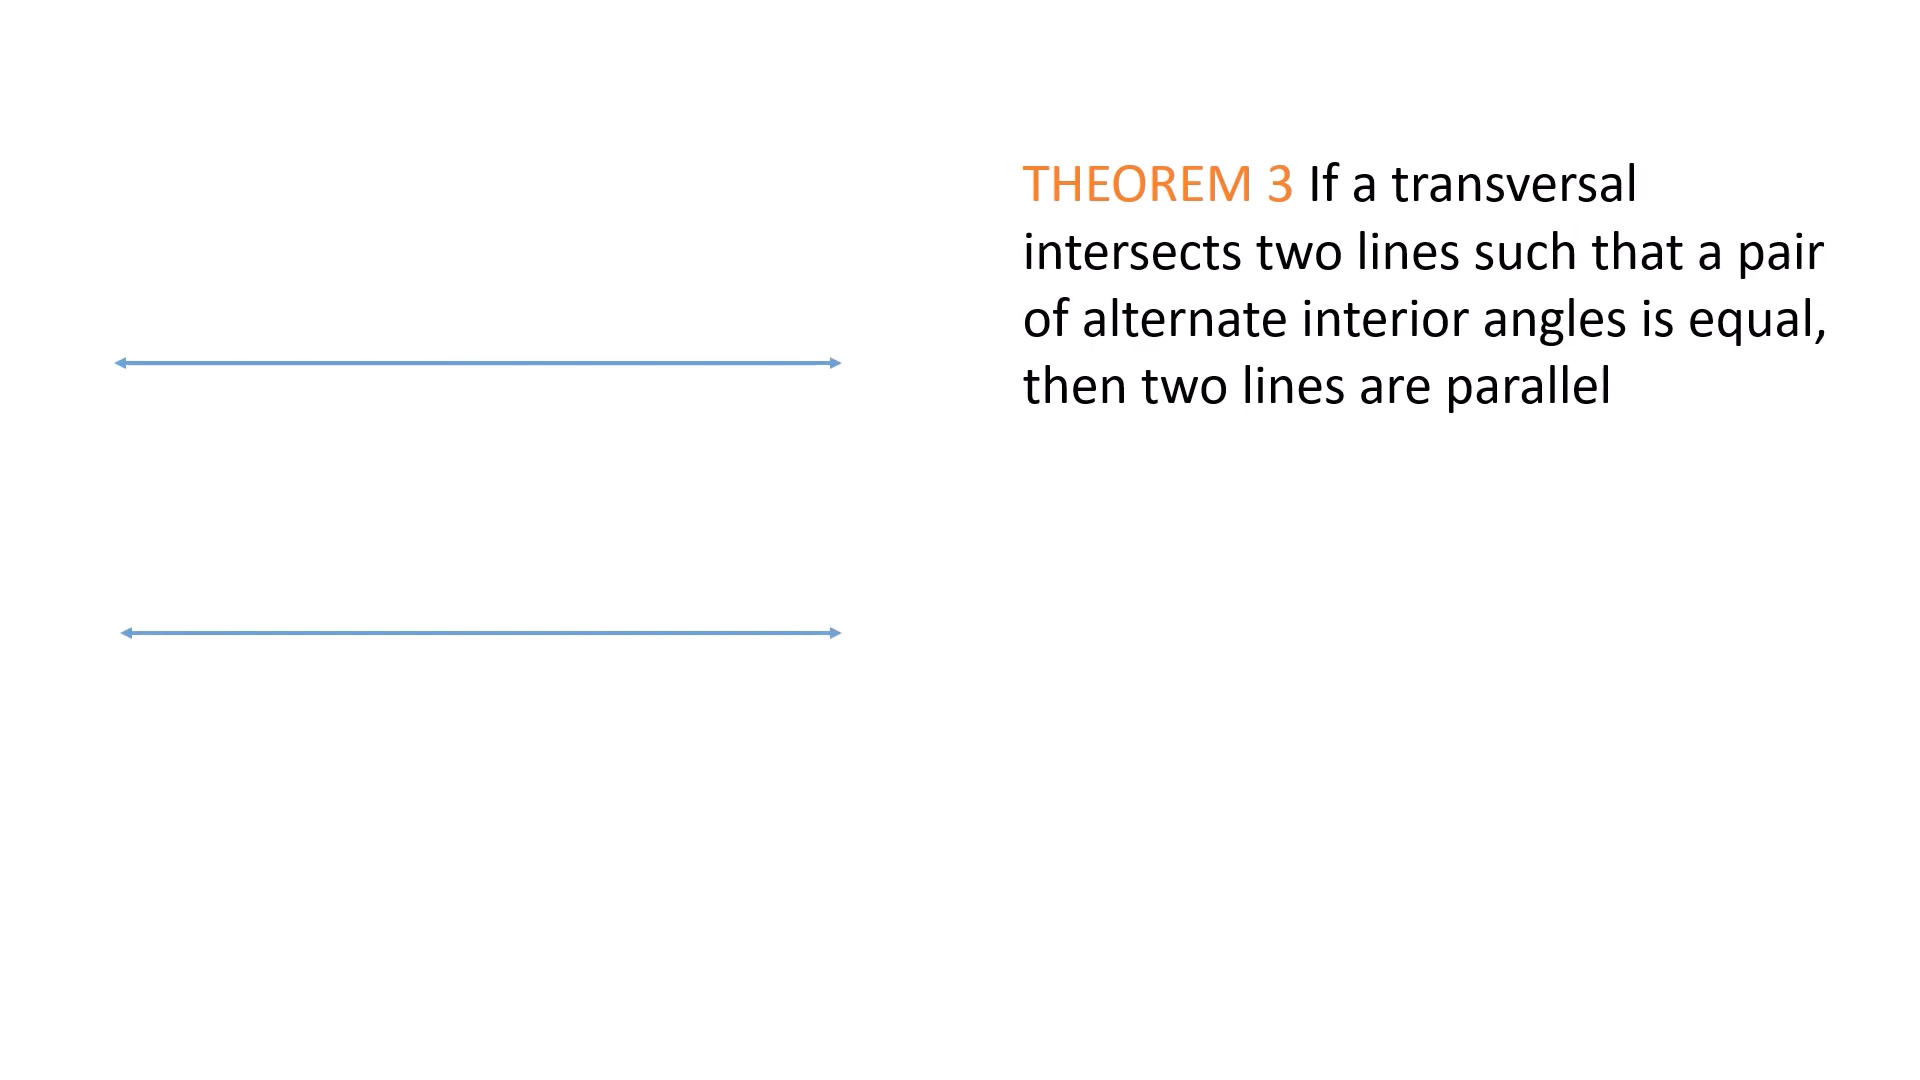 THEOREM 3 If a transversal
intersects two lines such that a pair
of alternate interior angles is equal,
then two lines are parallel